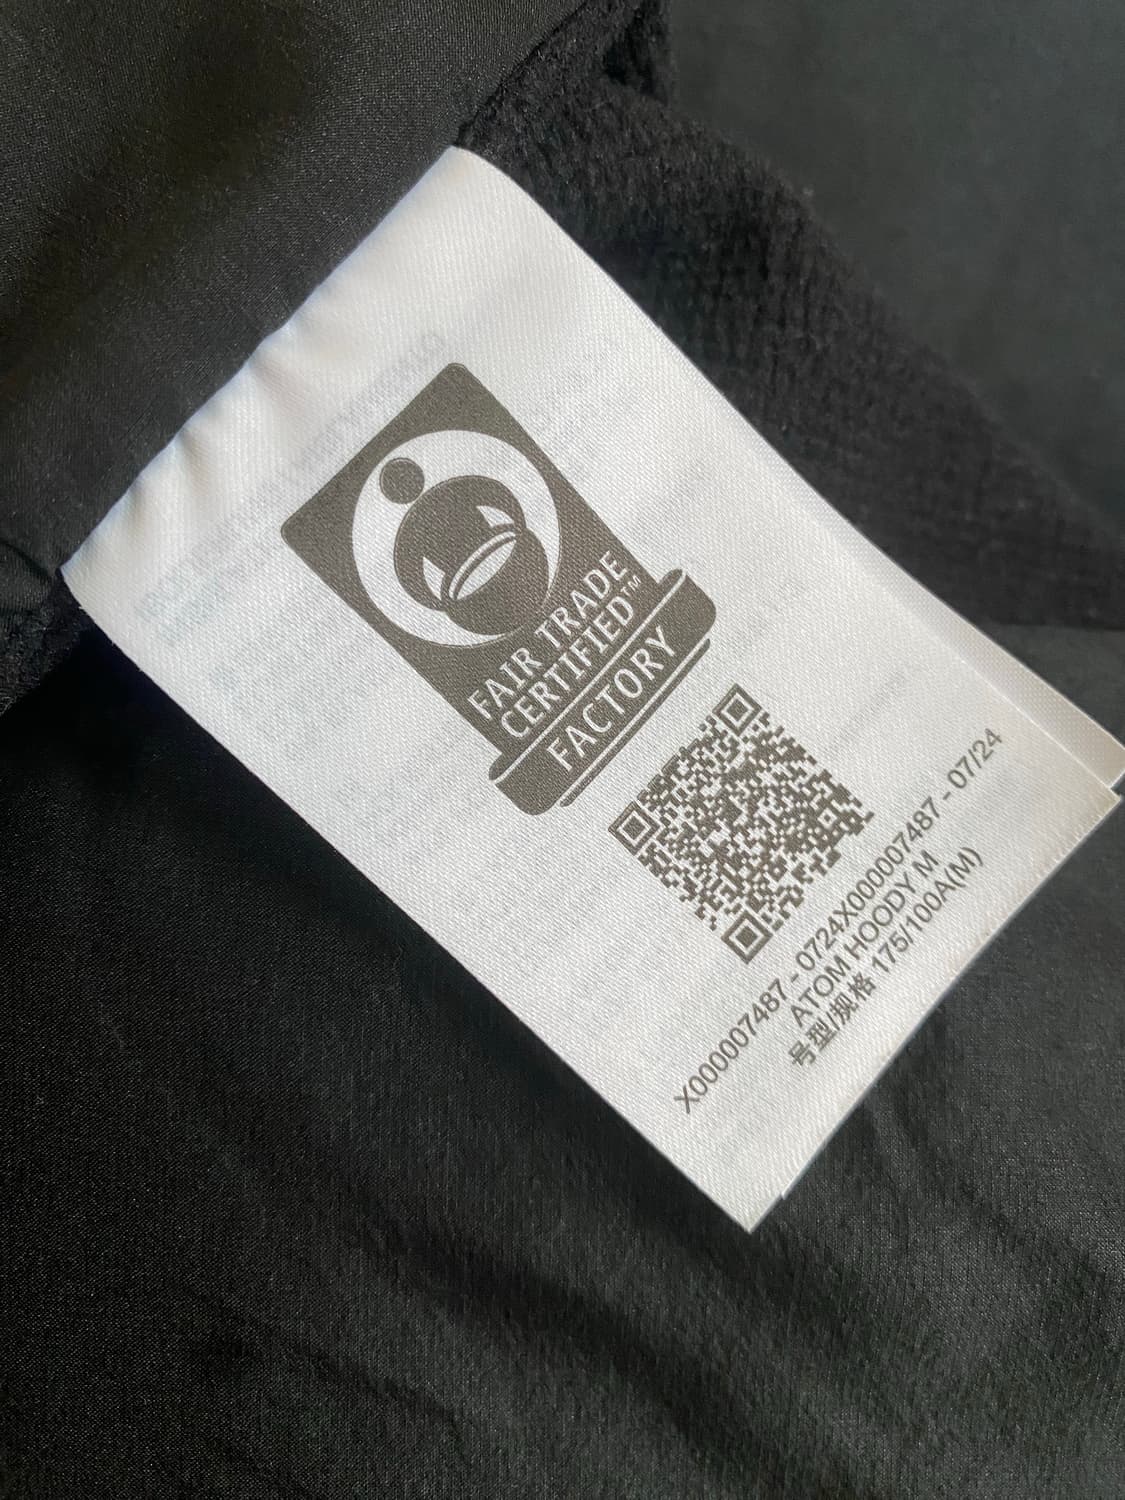 FAIR TRADE
CERTIFIED™
FACTORY
X000007487 - 0724X000007487 - 07/24
ATOM HOODY M
号型/规格 175/100A(M)